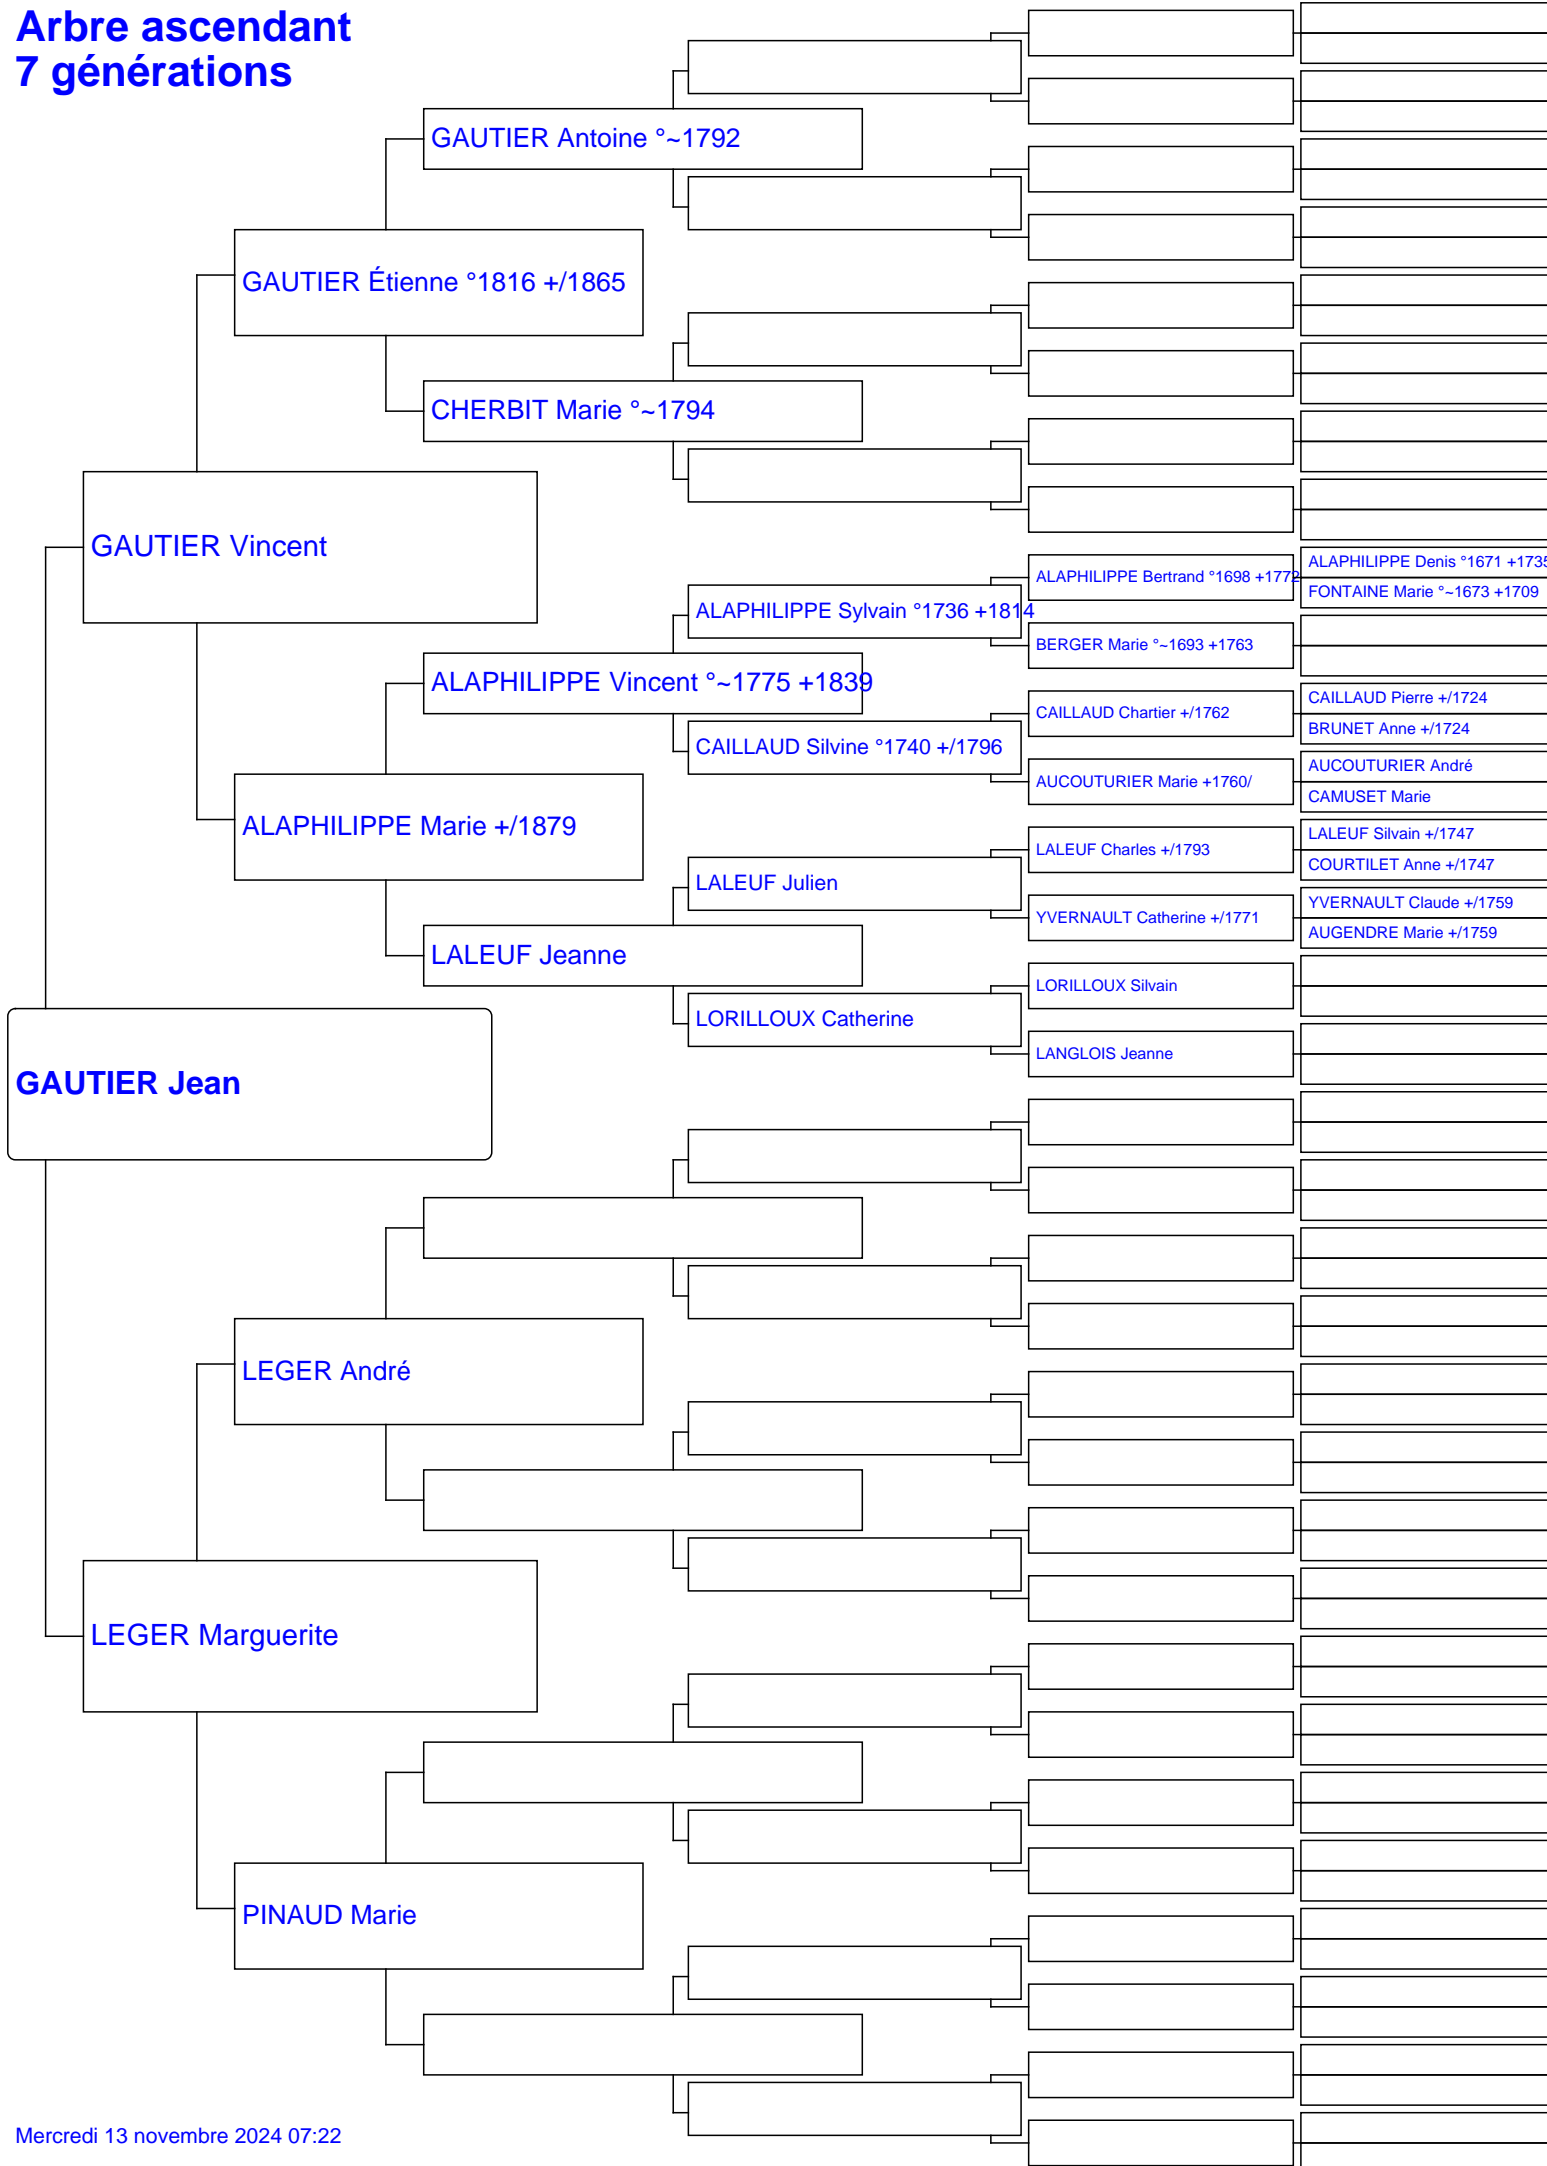 Arbre ascendant
7 générations
GAUTIER Antoine °~1792
GAUTIER Étienne °1816 +/1865
CHERBIT Marie °~1794
GAUTIER Vincent
ALAPHILIPPE Denis °1671 +1735
ALAPHILIPPE Bertrand °1698 +1772
FONTAINE Marie °~1673 +1709
ALAPHILIPPE Sylvain °1736 +1814
BERGER Marie °~1693 +1763
ALAPHILIPPE Vincent °~1775 +1839
CAILLAUD Pierre +/1724
CAILLAUD Chartier +/1762
BRUNET Anne +/1724
CAILLAUD Silvine °1740 +/1796
AUCOUTURIER André
AUCOUTURIER Marie +1760/
CAMUSET Marie
ALAPHILIPPE Marie +/1879
LALEUF Silvain +/1747
LALEUF Charles +/1793
COURTILET Anne +/1747
LALEUF Julien
YVERNAULT Claude +/1759
YVERNAULT Catherine +/1771
AUGENDRE Marie +/1759
LALEUF Jeanne
LORILLOUX Silvain
LORILLOUX Catherine
LANGLOIS Jeanne
GAUTIER Jean
LEGER André
LEGER Marguerite
PINAUD Marie
Mercredi 13 novembre 2024 07:22